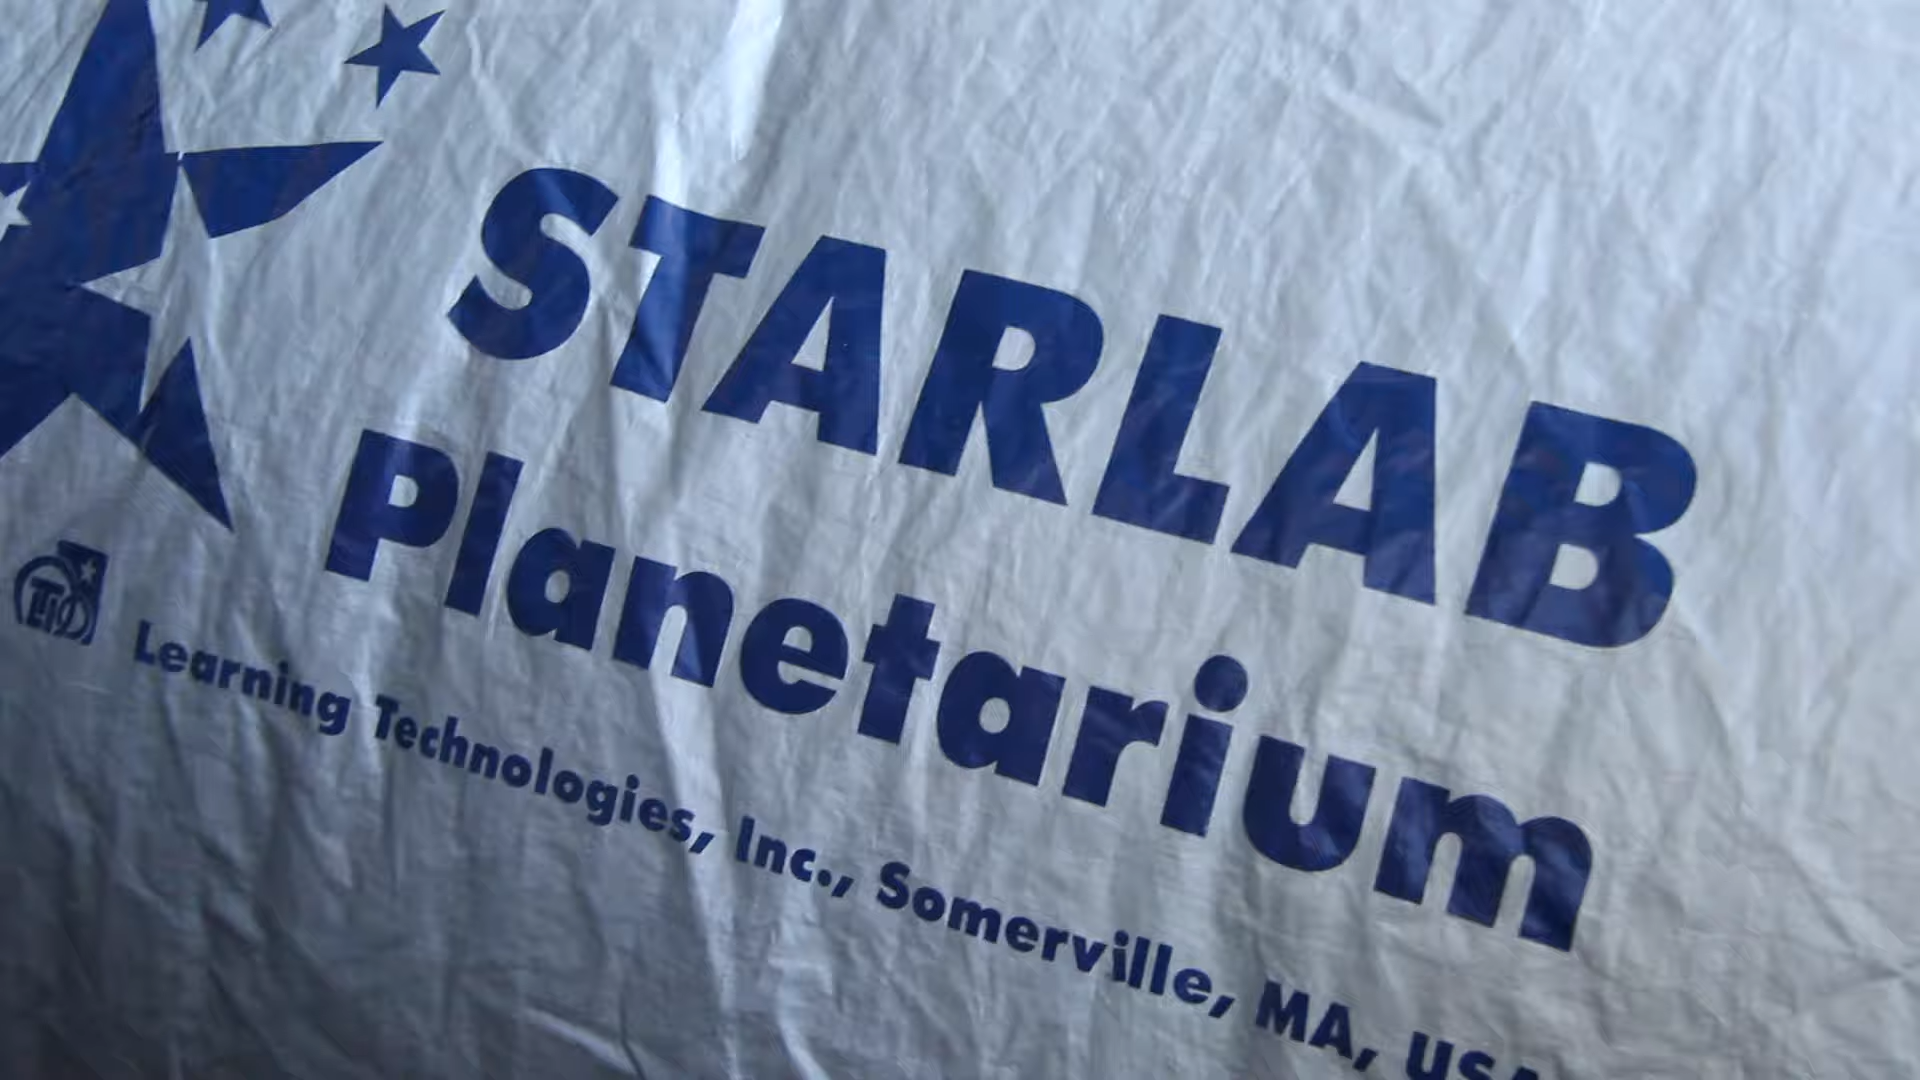 STARLAB
Planetarium
Learning Technologies, Inc., Somerville, MA, USA